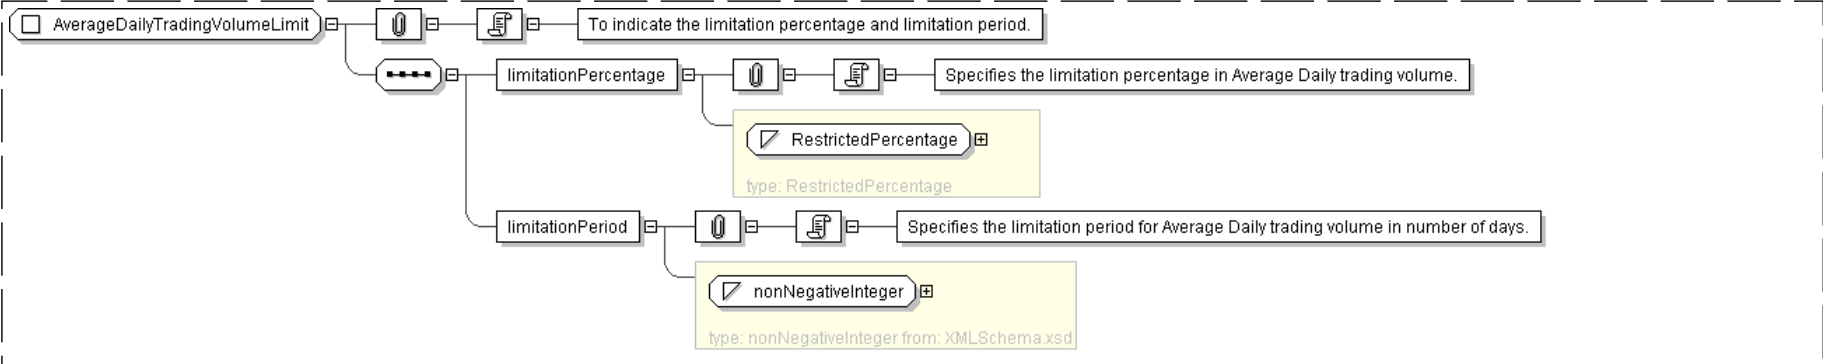 AverageDailyTradingVolumeLimit
To indicate the limitation percentage and limitation period.
limitationPercentage
Specifies the limitation percentage in Average Daily trading volume.
RestrictedPercentage
type: RestrictedPercentage
limitationPeriod
Specifies the limitation period for Average Daily trading volume in number of days.
nonNegativeInteger
type: nonNegativeInteger from: XMLSchema.xsd